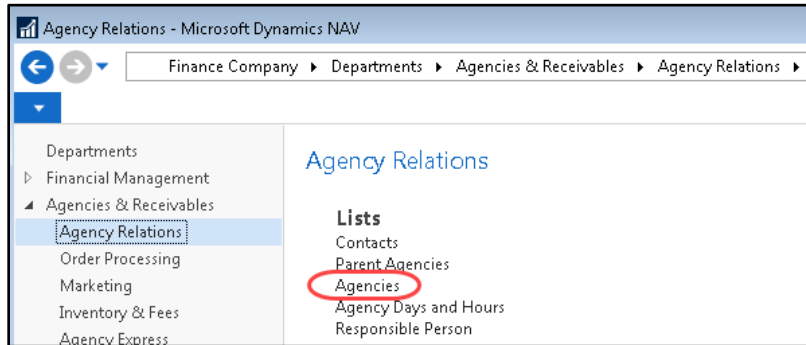 Agency Relations - Microsoft Dynamics NAV
Finance Company ▸ Departments ▸ Agencies & Receivables ▸ Agency Relations ▸
Departments
Financial Management
Agencies & Receivables
Agency Relations
Order Processing
Marketing
Inventory & Fees
Agency Express
Agency Relations
Lists
Contacts
Parent Agencies
Agencies
Agency Days and Hours
Responsible Person